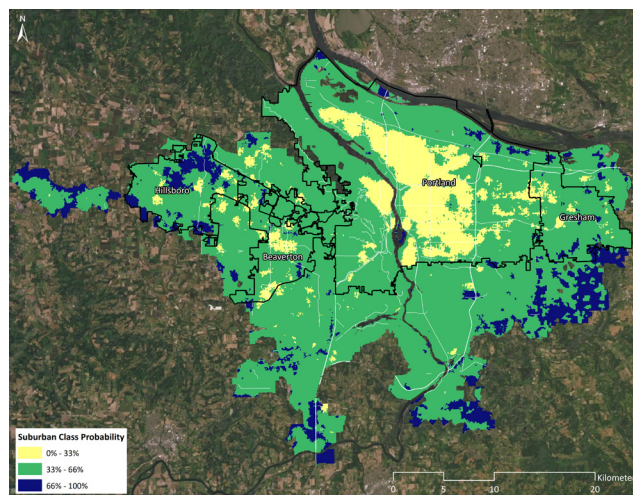 N
Portland
Hillsboro
Gresham
Beaverton
Suburban Class Probability
0% - 33%
33% - 66%
66% - 100%
Kilomete
0 5 10 20